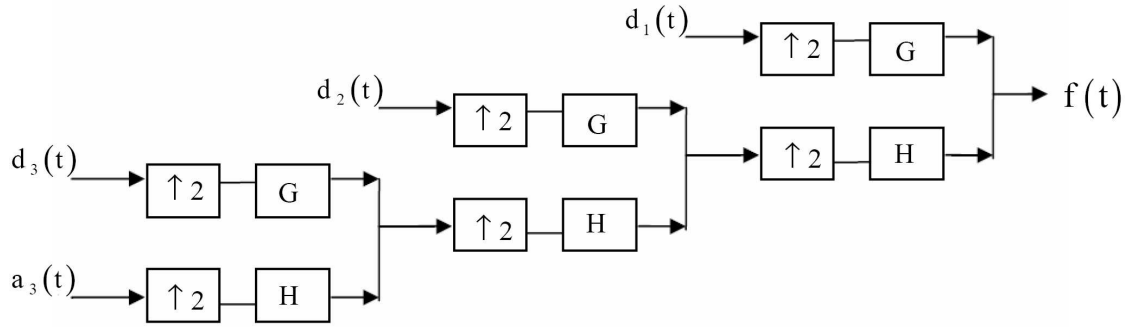 d₁(t)
↑2 G
d₂(t)
f(t)
↑2 G
↑2 H
d₃(t)
↑2 G
↑2 H
a₃(t)
↑2 H